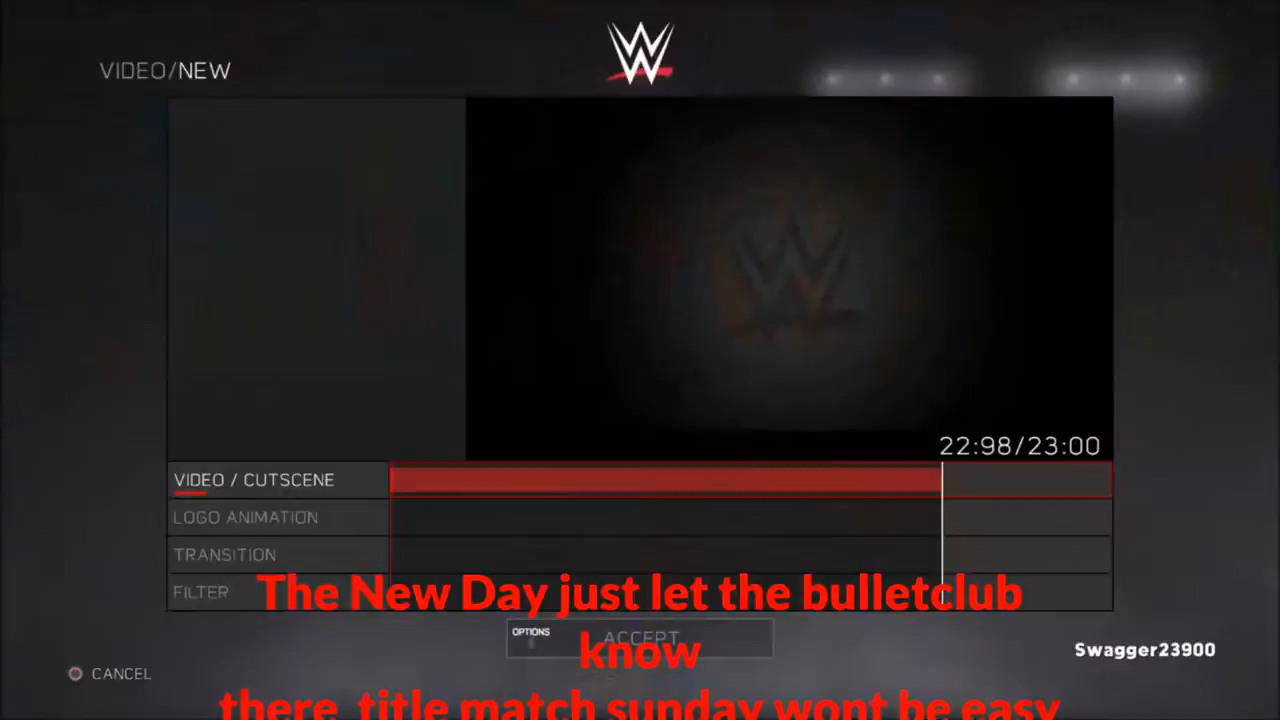 VIDEO/NEW
22:98/23:00
VIDEO / CUTSCENE
LOGO ANIMATION
TRANSITION
FILTER
The New Day just let the bulletclub
know
there title match sunday wont be easy
OPTIONS
ACCEPT
Swagger23900
CANCEL